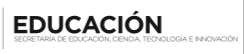 EDUCACIÓN
SECRETARÍA DE EDUCACIÓN, CIENCIA, TECNOLOGÍA E INNOVACIÓN